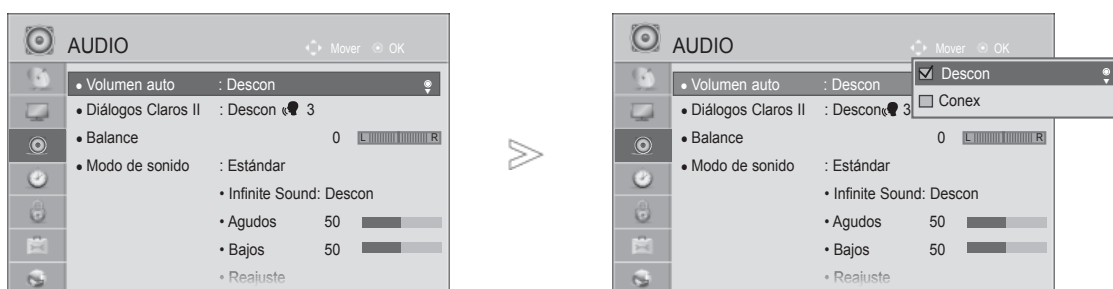 AUDIO
Mover OK
• Volumen auto : Descon
• Diálogos Claros II : Descon 3
• Balance 0 L R
• Modo de sonido : Estándar
• Infinite Sound: Descon
• Agudos 50
• Bajos 50
• Reajuste
AUDIO
Mover OK
• Volumen auto : Descon
• Diálogos Claros II : Descon 3
• Balance 0 L R
• Modo de sonido : Estándar
• Infinite Sound: Descon
• Agudos 50
• Bajos 50
• Reajuste
Descon
Conex